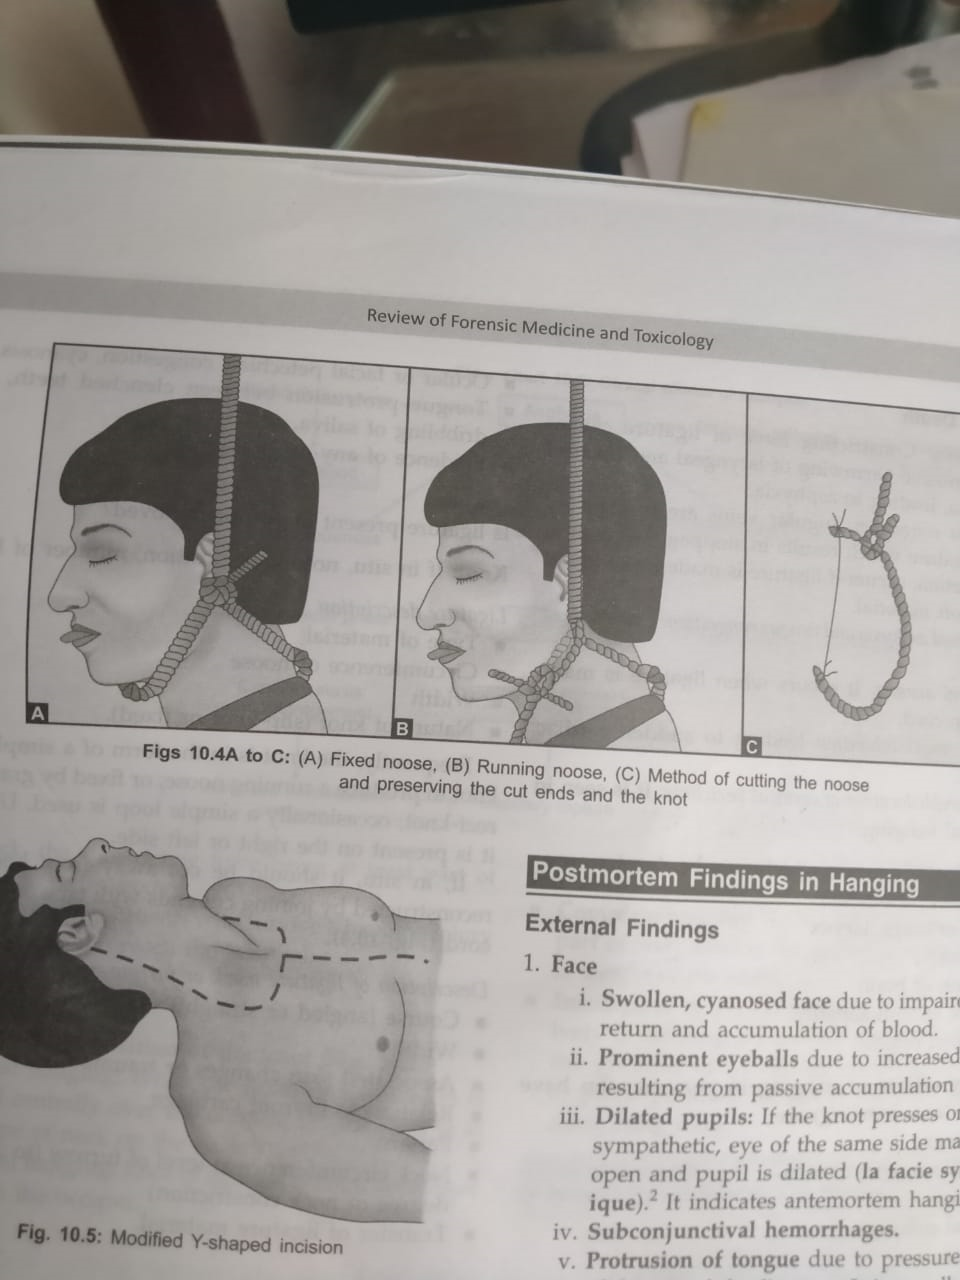 Review of Forensic Medicine and Toxicology
A
B
C
Figs 10.4A to C: (A) Fixed noose, (B) Running noose, (C) Method of cutting the noose
and preserving the cut ends and the knot
Fig. 10.5: Modified Y-shaped incision
Postmortem Findings in Hanging
External Findings
1. Face
i. Swollen, cyanosed face due to
return and accumulation of blood.
ii. Prominent eyeballs due to increased
resulting from passive accumulation
iii. Dilated pupils: If the knot presses
sympathetic, eye of the same side
open and pupil is dilated (la facie
ique).² It indicates antemortem
iv. Subconjunctival hemorrhages.
v. Protrusion of tongue due to pressure